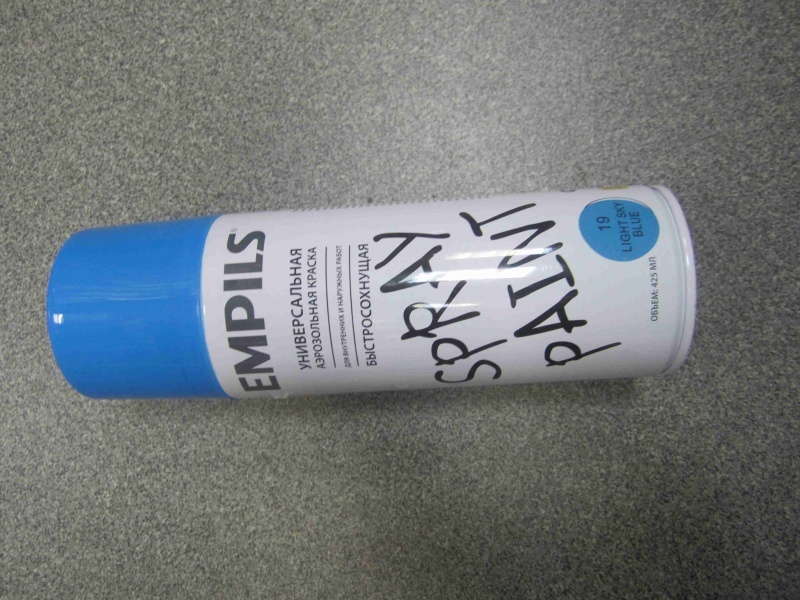 EMPILS®
УНИВЕРСАЛЬНАЯ
АЭРОЗОЛЬНАЯ КРАСКА
ДЛЯ ВНУТРЕННИХ И НАРУЖНЫХ РАБОТ
БЫСТРОСОХНУЩАЯ
SPRAY
PAINT
19
LIGHT SKY
BLUE
ОБЪЕМ: 425 МЛ